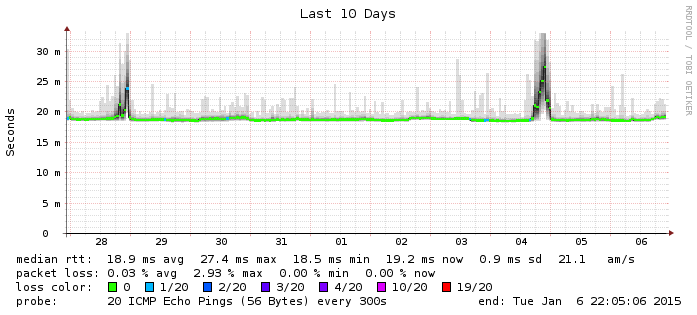 Last 10 Days
RRDTOOL / TOBI OETIKER
Seconds
30 m
25 m
20 m
15 m
10 m
5 m
0
28 29 30 31 01 02 03 04 05 06
median rtt: 18.9 ms avg 27.4 ms max 18.5 ms min 19.2 ms now 0.9 ms sd 21.1 am/s
packet loss: 0.03 % avg 2.93 % max 0.00 % min 0.00 % now
loss color: 0 1/20 2/20 3/20 4/20 10/20 19/20
probe: 20 ICMP Echo Pings (56 Bytes) every 300s end: Tue Jan 6 22:05:06 2015